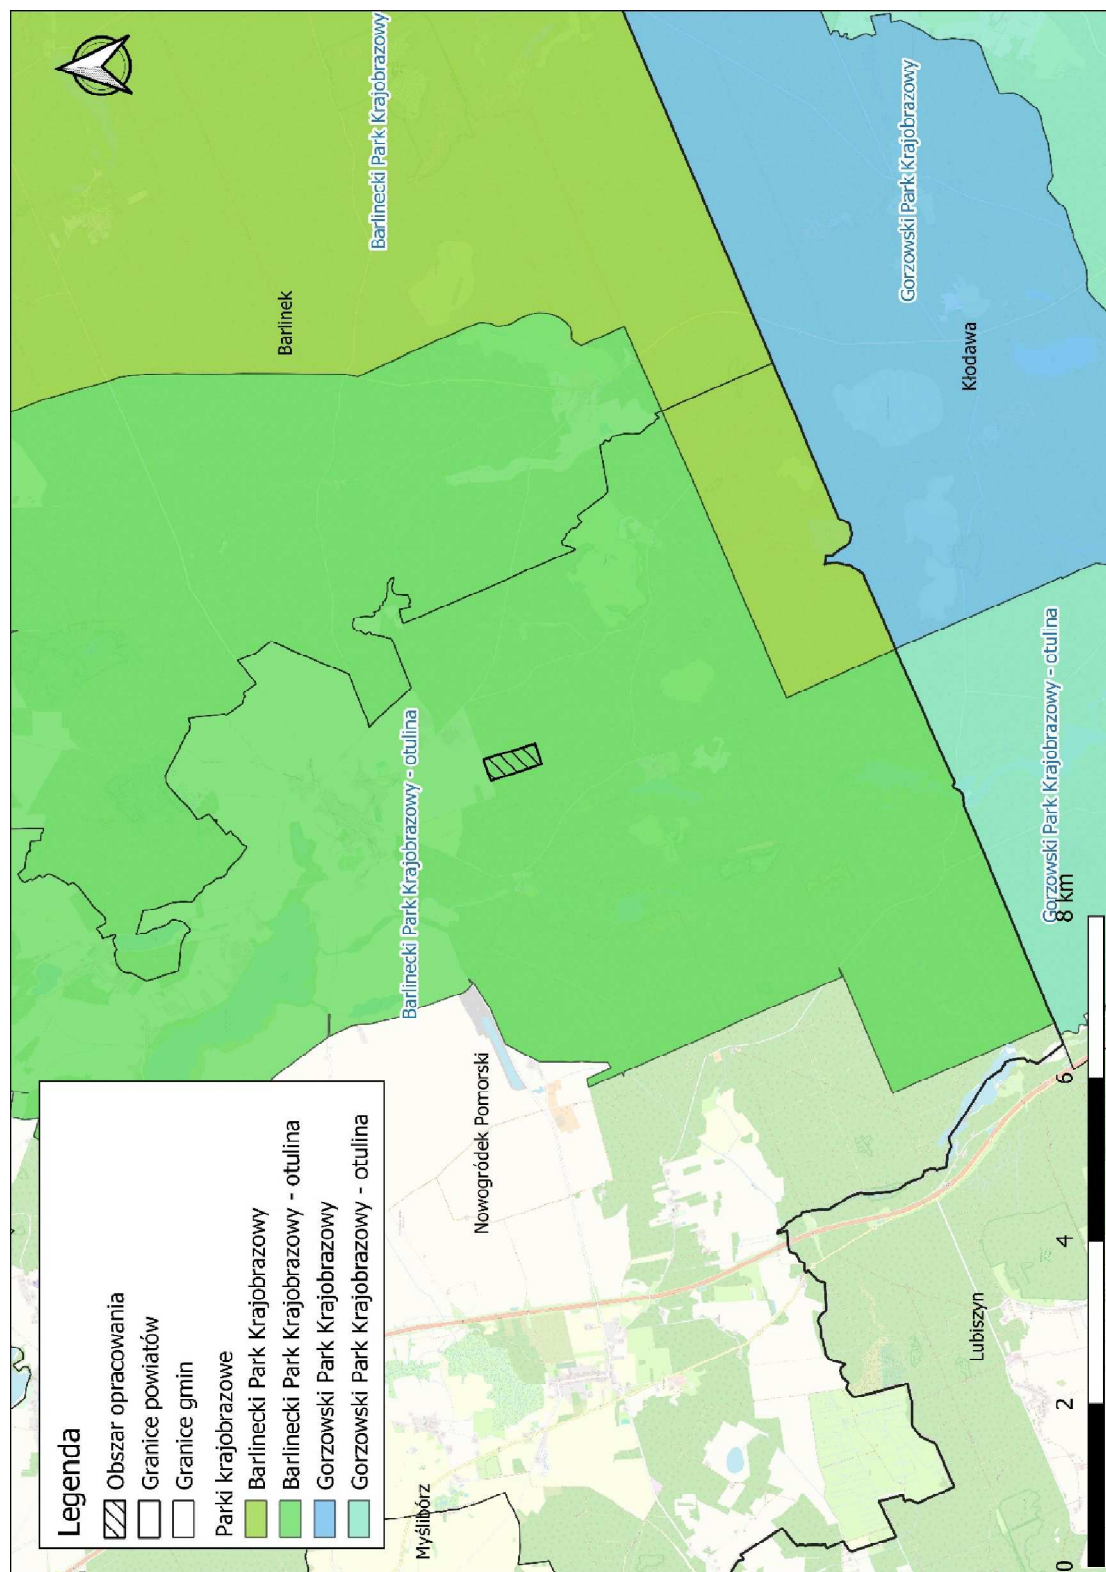 Legenda
Obszar opracowania
Granice powiatów
Granice gmin
Parki krajobrazowe
Barlinecki Park Krajobrazowy
Barlinecki Park Krajobrazowy - otulina
Gorzowski Park Krajobrazowy
Gorzowski Park Krajobrazowy - otulina
Myślibórz
Nowogródek Pomorski
Barlinecki Park Krajobrazowy - otulina
Barlinek
Barlinecki Park Krajobrazowy
Lubiszyn
Kłodawa
Gorzowski Park Krajobrazowy
Gorzowski Park Krajobrazowy - otulina
0 2 4 6 8 km